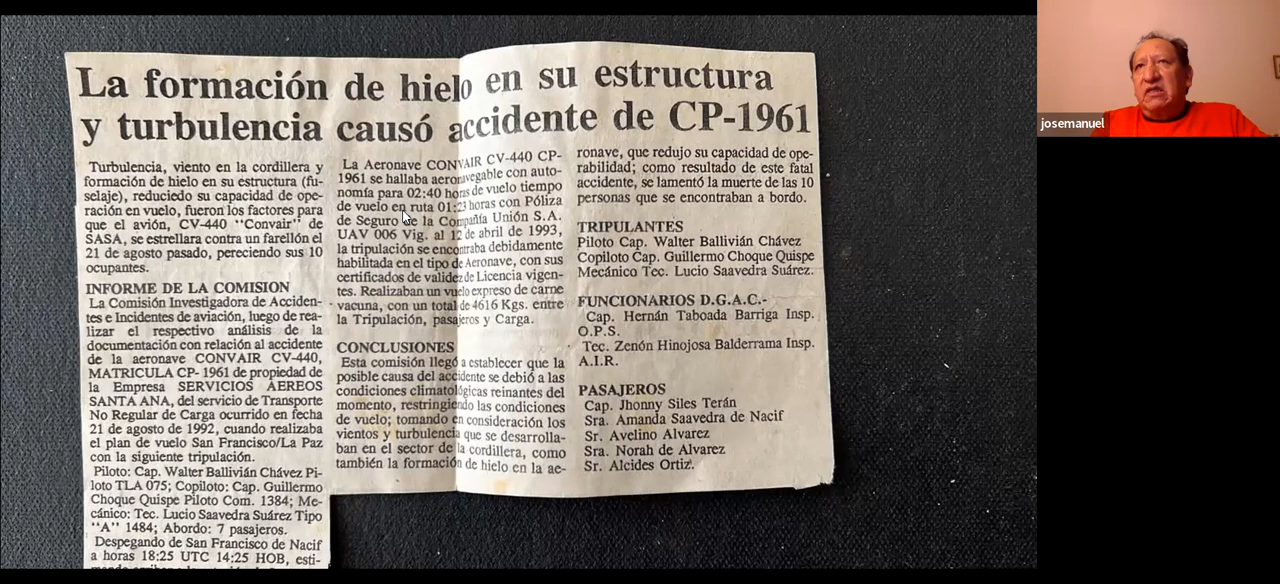 La formación de hielo en su estructura
y turbulencia causó accidente de CP-1961
Turbulencia, viento en la cordillera y
formación de hielo en su estructura (fu-
selaje), reduciedo su capacidad de ope-
ración en vuelo, fueron los factores para
que el avión, CV-440 "Convair" de
SASA, se estrellara contra un farellón el
21 de agosto pasado, pereciendo sus 10
ocupantes.
INFORME DE LA COMISION
La Comisión Investigadora de Acciden-
tes e Incidentes de aviación, luego de rea-
lizar el respectivo análisis de la
documentación con relación al accidente
de la aeronave CONVAIR CV-440,
MATRICULA CP- 1961 de propiedad de
la Empresa SERVICIOS AEREOS
SANTA ANA, del servicio de Transporte
No Regular de Carga ocurrido en fecha
21 de agosto de 1992, cuando realizaba
el plan de vuelo San Francisco/La Paz
con la siguiente tripulación.
Piloto: Cap. Walter Ballivián Chávez Pi-
loto TLA 075; Copiloto: Cap. Guillermo
Choque Quispe Piloto Com. 1384; Me-
cánico: Tec. Lucio Saavedra Suárez Tipo
"A" 1484; Abordo: 7 pasajeros.
Despengando de San Francisco de Nacif
a horas 18:25 UTC 14:25 HOB, esti-
La Aeronave CONVAIR CV-440 CP-
1961 se hallaba aeronavegable con auto-
nomía para 02:40 horas de vuelo tiempo
de vuelo en ruta 01:23 horas con Póliza
de Seguro de la Compañía Unión S.A.
UAV 006 Vig. al 12 de abril de 1993,
la tripulación se encontraba debidamente
habilitada en el tipo de Aeronave, con sus
certificados de validez de Licencia vigen-
tes. Realizaban un vuelo expreso de carne
vacuna, con un total de 4616 Kgs. entre
la Tripulación, pasajeros y Carga.
CONCLUSIONES
Esta comisión llegó a establecer que la
posible causa del accidente se debió a las
condiciones climatológicas reinantes del
momento, restringiendo las condiciones
de vuelo; tomando en consideración los
vientos y turbulencia que se desarrolla-
ban en el sector de la cordillera, como
también la formación de hielo en la ae-
ronave, que redujo su capacidad de ope-
rabilidad; como resultado de este fatal
accidente, se lamentó la muerte de las 10
personas que se encontraban a bordo.
TRIPULANTES
Piloto Cap. Walter Ballivián Chávez
Copiloto Cap. Guillermo Choque Quispe
Mecánico Tec. Lucio Saavedra Suárez.
FUNCIONARIOS D.G.A.C.-
Cap. Hernán Taboada Barriga Insp.
O.P.S.
Tec. Zenón Hinojosa Balderrama Insp.
A.I.R.
PASAJEROS
Cap. Jhonny Siles Terán
Sra. Amanda Saavedra de Nacif
Sr. Avelino Alvarez
Sra. Norah de Alvarez
Sr. Alcides Ortiz.
josemanuel